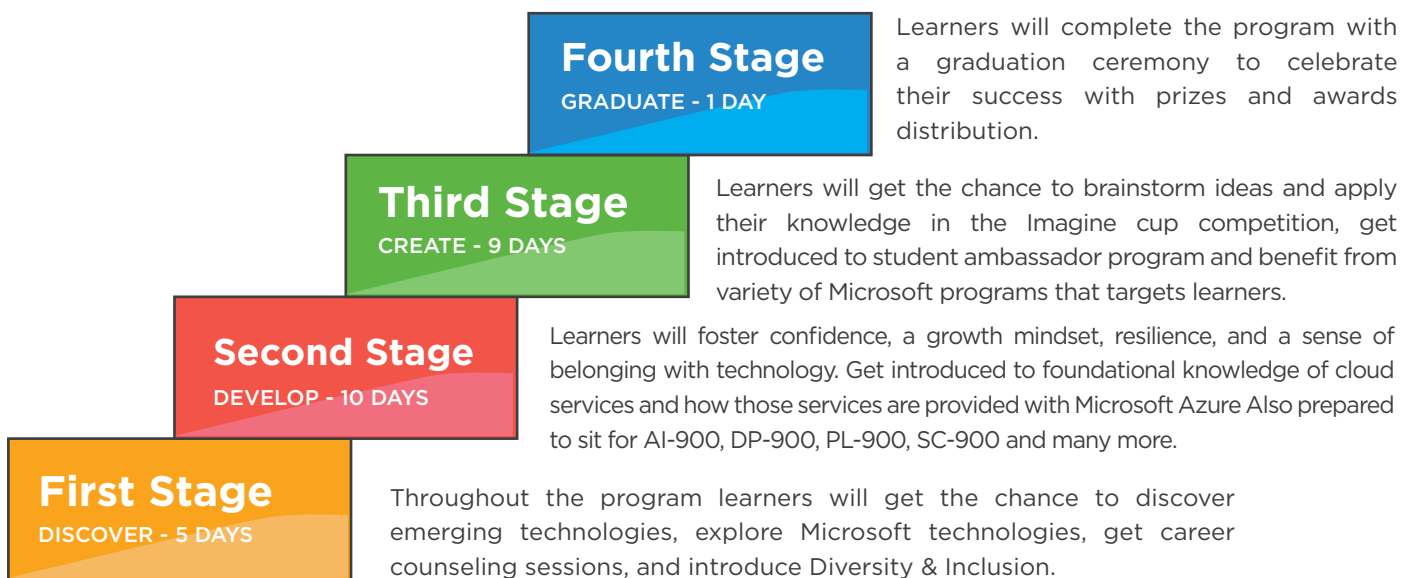 Fourth Stage
GRADUATE - 1 DAY
Learners will complete the program with
a graduation ceremony to celebrate
their success with prizes and awards
distribution.
Third Stage
CREATE - 9 DAYS
Learners will get the chance to brainstorm ideas and apply
their knowledge in the Imagine cup competition, get
introduced to student ambassador program and benefit from
variety of Microsoft programs that targets learners.
Second Stage
DEVELOP - 10 DAYS
Learners will foster confidence, a growth mindset, resilience, and a sense of
belonging with technology. Get introduced to foundational knowledge of cloud
services and how those services are provided with Microsoft Azure Also prepared
to sit for AI-900, DP-900, PL-900, SC-900 and many more.
First Stage
DISCOVER - 5 DAYS
Throughout the program learners will get the chance to discover
emerging technologies, explore Microsoft technologies, get career
counseling sessions, and introduce Diversity & Inclusion.